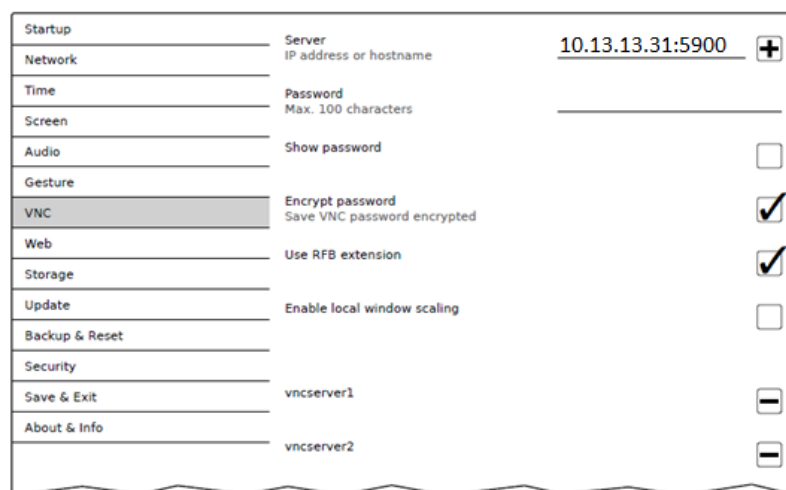 Startup
Network
Time
Screen
Audio
Gesture
VNC
Web
Storage
Update
Backup & Reset
Security
Save & Exit
About & Info
Server
IP address or hostname
10.13.13.31:5900
Password
Max. 100 characters
Show password
Encrypt password
Save VNC password encrypted
Use RFB extension
Enable local window scaling
vncserver1
vncserver2